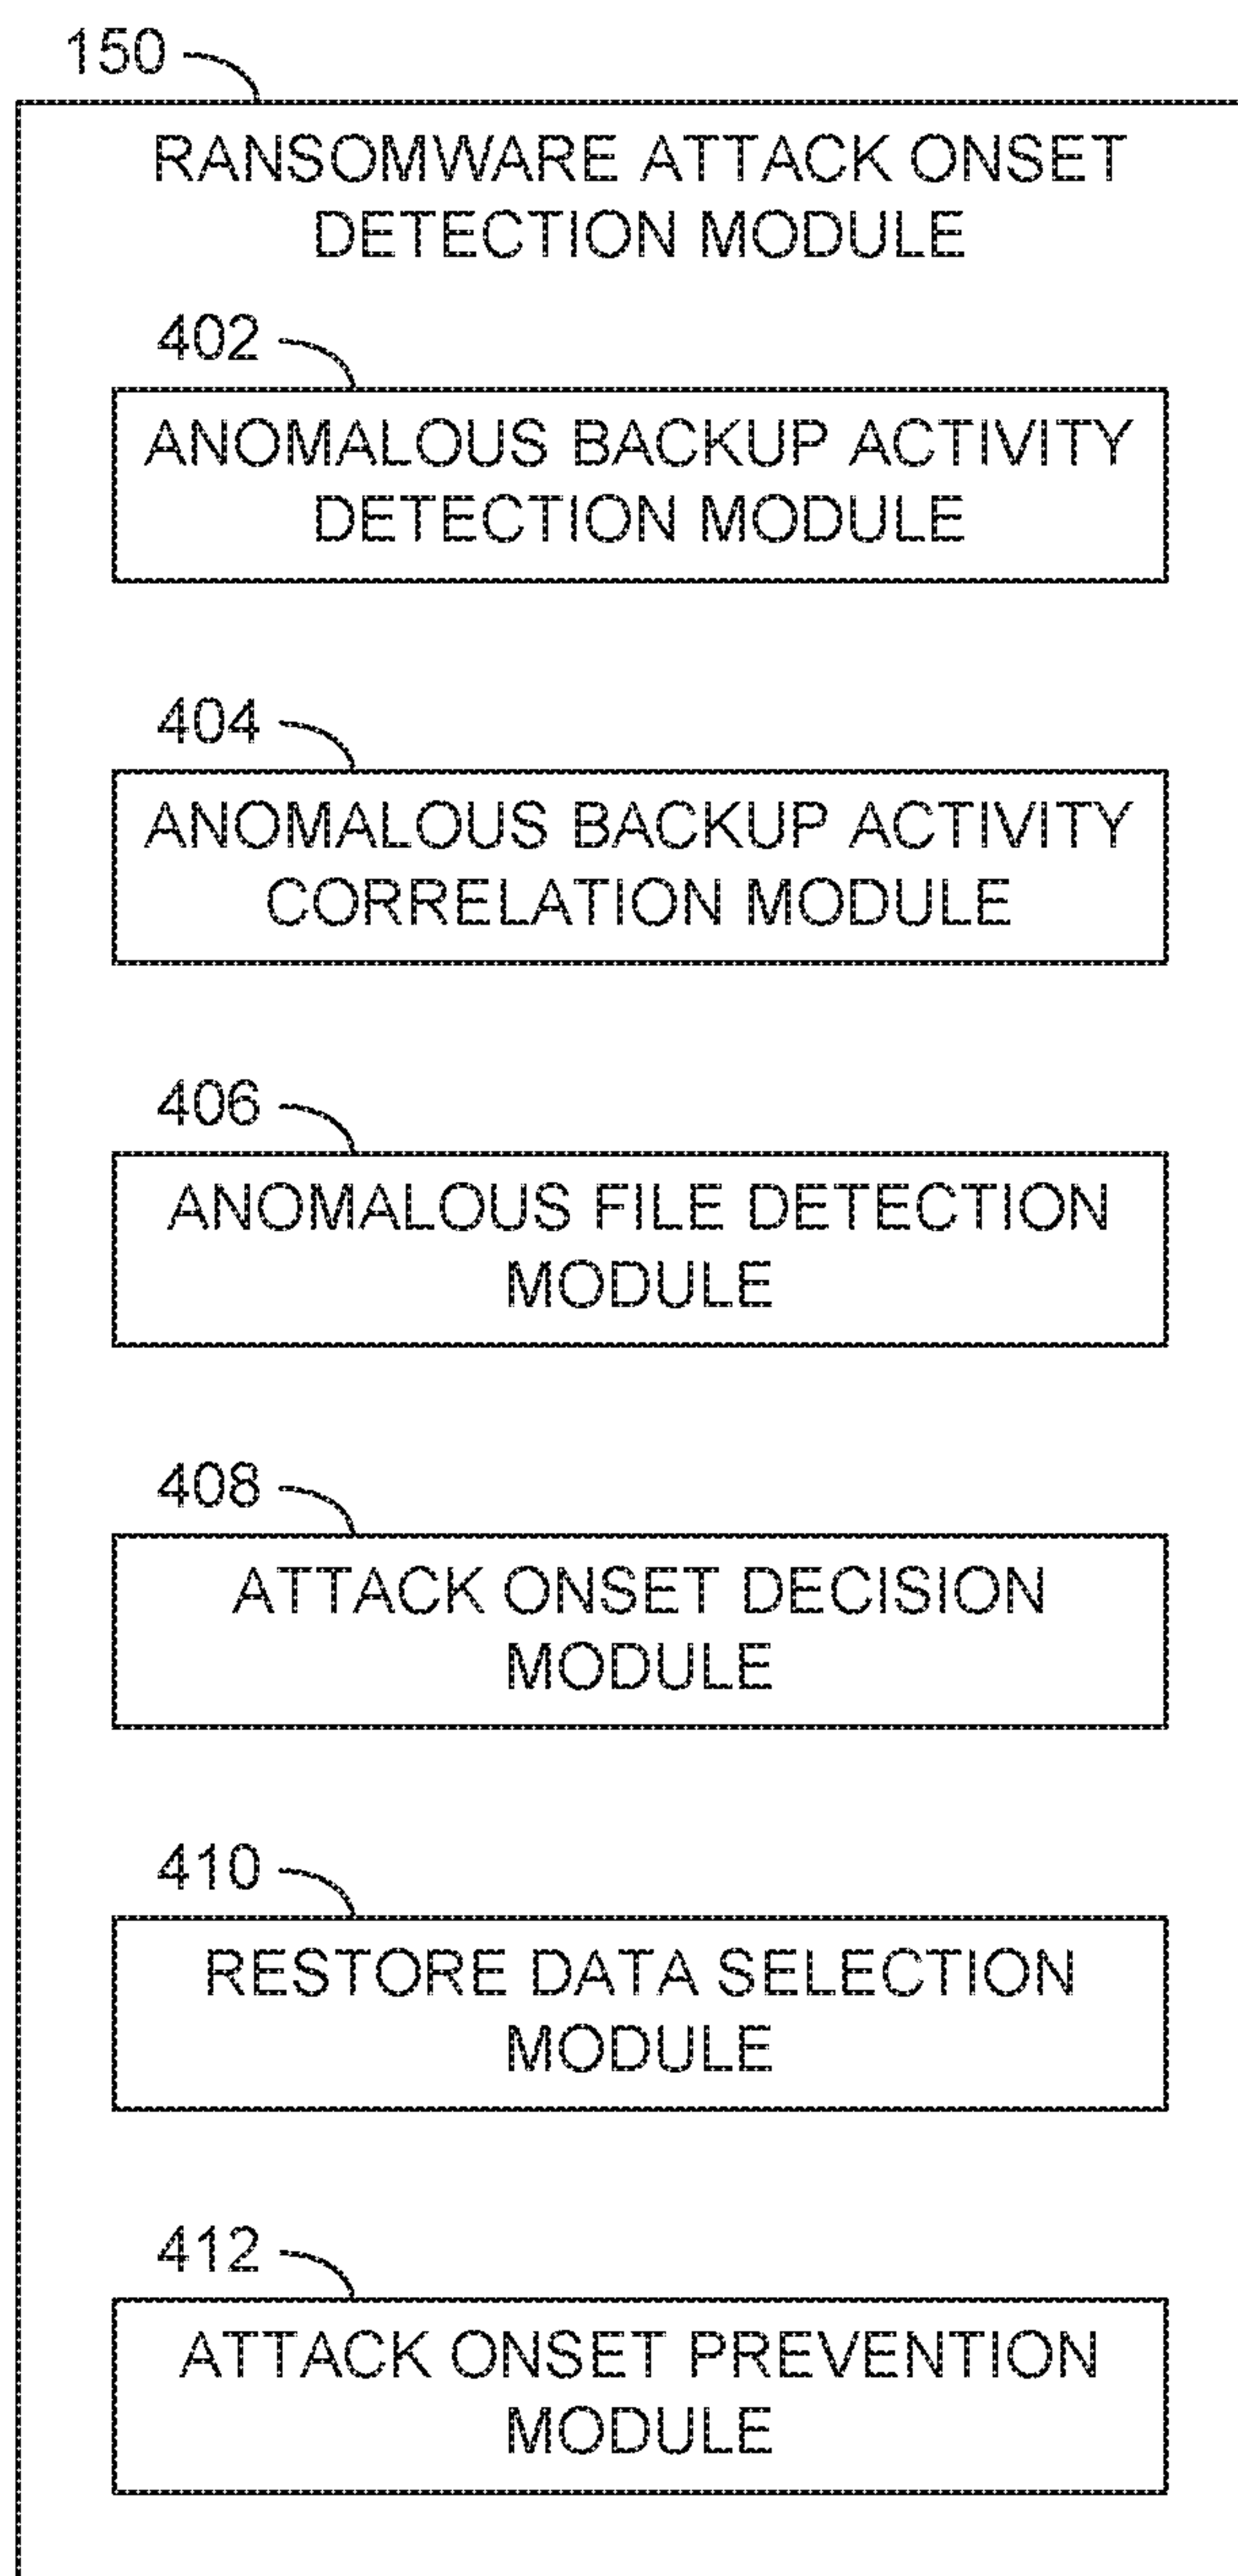 150
RANSOMWARE ATTACK ONSET
DETECTION MODULE
402
ANOMALOUS BACKUP ACTIVITY
DETECTION MODULE
404
ANOMALOUS BACKUP ACTIVITY
CORRELATION MODULE
406
ANOMALOUS FILE DETECTION
MODULE
408
ATTACK ONSET DECISION
MODULE
410
RESTORE DATA SELECTION
MODULE
412
ATTACK ONSET PREVENTION
MODULE